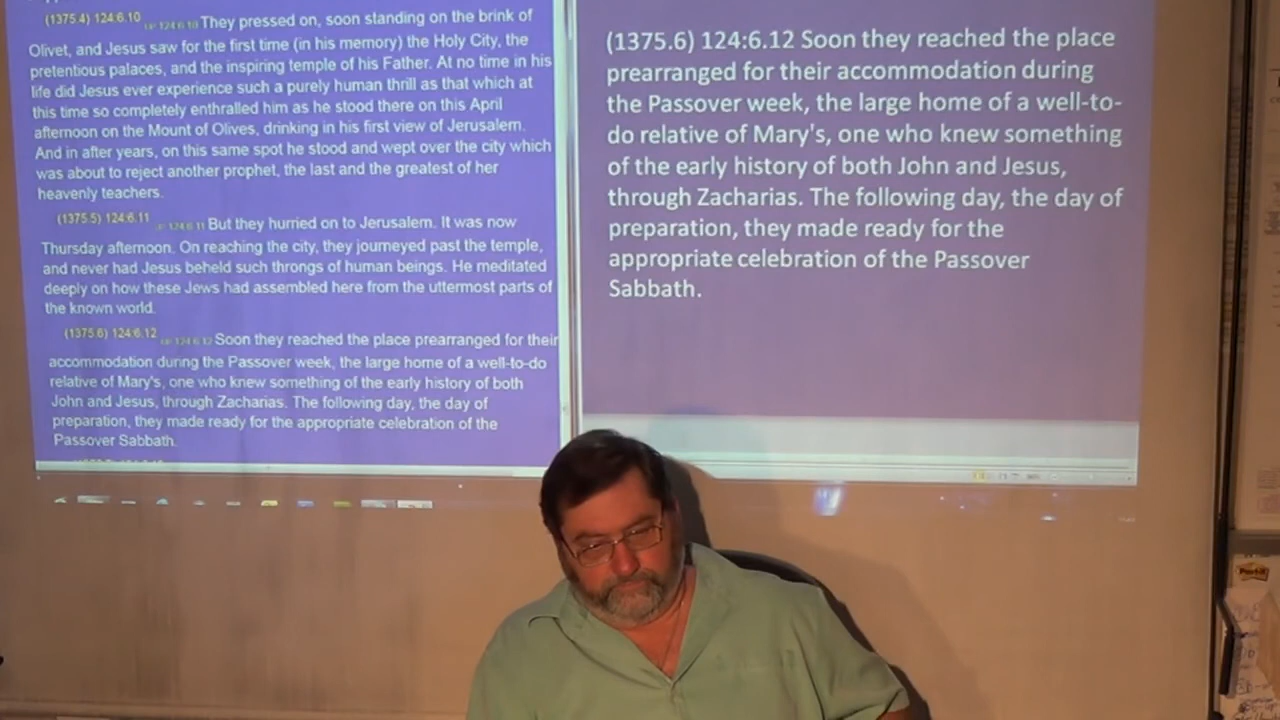 (1375.4) 124:6.10 They pressed on, soon standing on the brink of
Olivet, and Jesus saw for the first time (in his memory) the Holy City, the
pretentious palaces, and the inspiring temple of his Father. At no time in his
life did Jesus ever experience such a purely human thrill as that which at
this time so completely enthralled him as he stood there on this April
afternoon on the Mount of Olives, drinking in his first view of Jerusalem.
And in after years, on this same spot he stood and wept over the city which
was about to reject another prophet, the last and the greatest of her
heavenly teachers.
(1375.5) 124:6.11 But they hurried on to Jerusalem. It was now
Thursday afternoon. On reaching the city, they journeyed past the temple,
and never had Jesus beheld such throngs of human beings. He meditated
deeply on how these Jews had assembled here from the uttermost parts of
the known world.
(1375.6) 124:6.12 Soon they reached the place prearranged for their
accommodation during the Passover week, the large home of a well-to-do
relative of Mary's, one who knew something of the early history of both
John and Jesus, through Zacharias. The following day, the day of
preparation, they made ready for the appropriate celebration of the
Passover Sabbath.
(1375.6) 124:6.12 Soon they reached the place
prearranged for their accommodation during
the Passover week, the large home of a well-to-
do relative of Mary's, one who knew something
of the early history of both John and Jesus,
through Zacharias. The following day, the day of
preparation, they made ready for the
appropriate celebration of the Passover
Sabbath.
Post-it